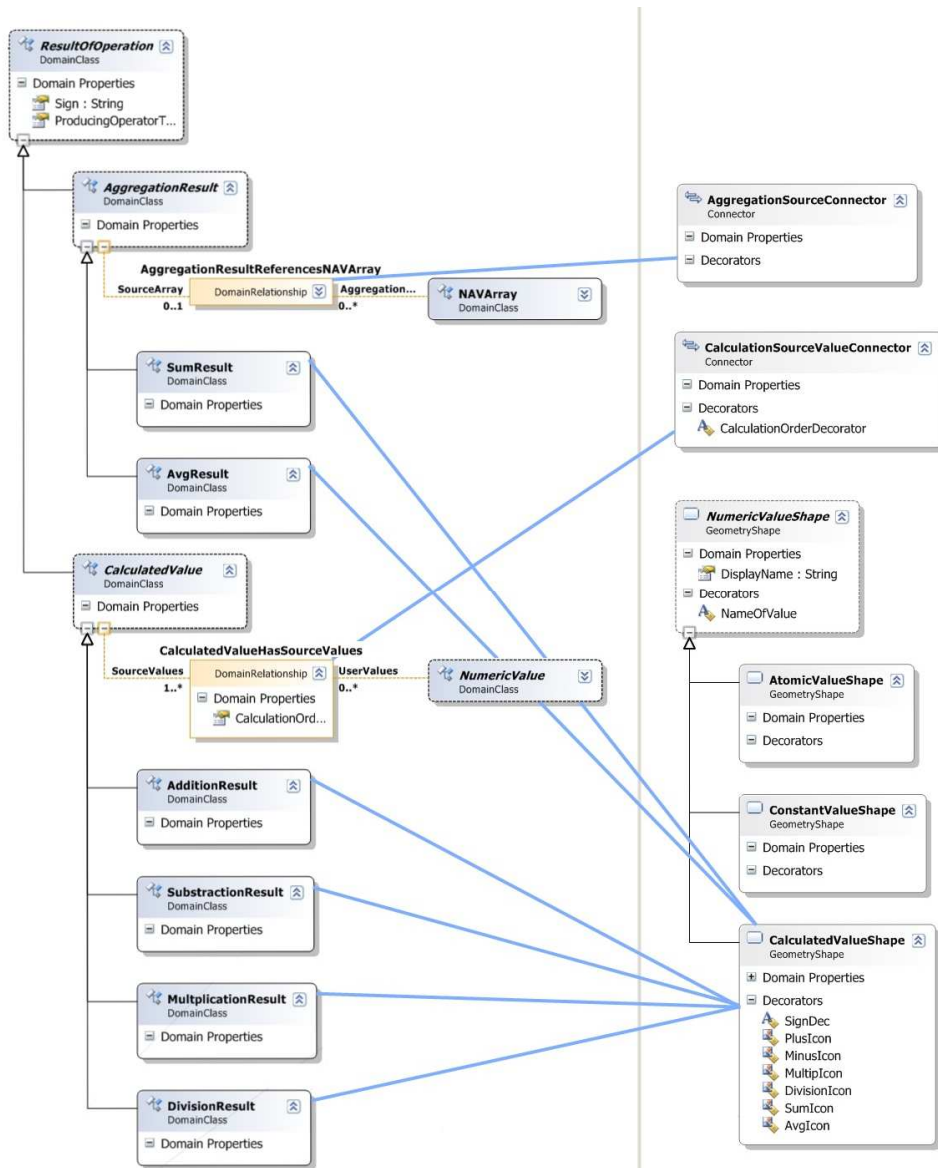 ResultOfOperation
DomainClass
Domain Properties
Sign : String
ProducingOperatorT...
AggregationResult
DomainClass
Domain Properties
AggregationResultReferencesNAVArray
SourceArray
DomainRelationship
Aggregation...
0..1
0..*
NAVArray
DomainClass
SumResult
DomainClass
Domain Properties
AvgResult
DomainClass
Domain Properties
CalculatedValue
DomainClass
Domain Properties
CalculatedValueHasSourceValues
SourceValues
DomainRelationship
UserValues
1..*
0..*
Domain Properties
CalculationOrd...
NumericValue
DomainClass
AdditionResult
DomainClass
Domain Properties
SubstractionResult
DomainClass
Domain Properties
MultplicationResult
DomainClass
Domain Properties
DivisionResult
DomainClass
Domain Properties
AggregationSourceConnector
Connector
Domain Properties
Decorators
CalculationSourceValueConnector
Connector
Domain Properties
Decorators
CalculationOrderDecorator
NumericValueShape
GeometryShape
Domain Properties
DisplayName : String
Decorators
NameOfValue
AtomicValueShape
GeometryShape
Domain Properties
Decorators
ConstantValueShape
GeometryShape
Domain Properties
Decorators
CalculatedValueShape
GeometryShape
Domain Properties
Decorators
SignDec
PlusIcon
MinusIcon
MultipIcon
DivisionIcon
SumIcon
AvgIcon